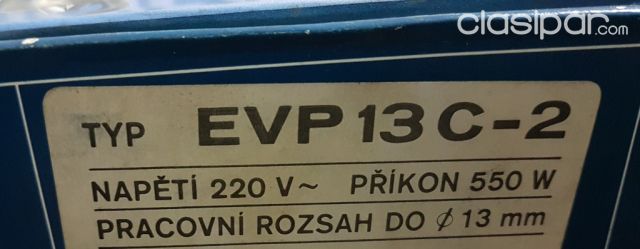 clasipar.com
TYP EVP 13 C-2
NAPĚTÍ 220 V~ PŘÍKON 550 W
PRACOVNÍ ROZSAH DO ∅ 13 mm